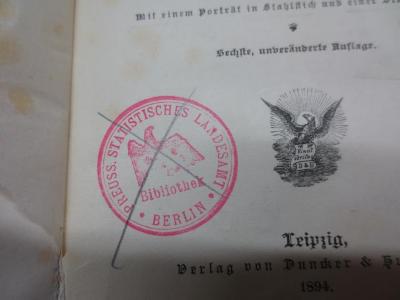 Mit einem Porträt in Stahlstich und einer
Sechste, unveränderte Auflage.
PREUSS. STATISTISCHES LANDESAMT
Bibliothek
* BERLIN *
Leipzig,
Verlag von Duncker &
1894.